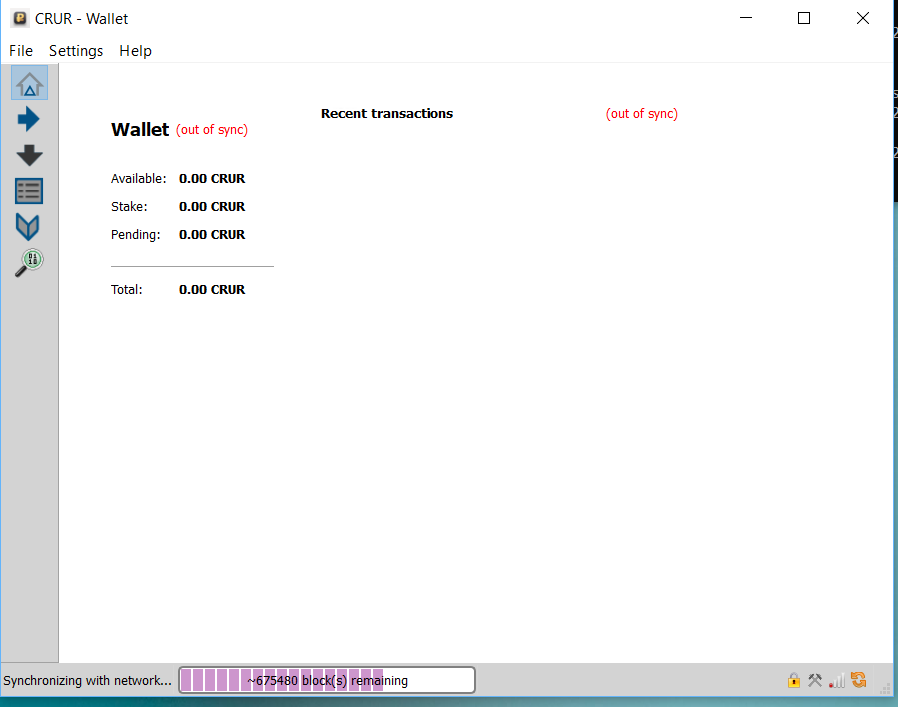 CRUR - Wallet
File Settings Help
Recent transactions (out of sync)
Wallet (out of sync)
Available: 0.00 CRUR
Stake: 0.00 CRUR
Pending: 0.00 CRUR
Total: 0.00 CRUR
Synchronizing with network... ~675480 block(s) remaining